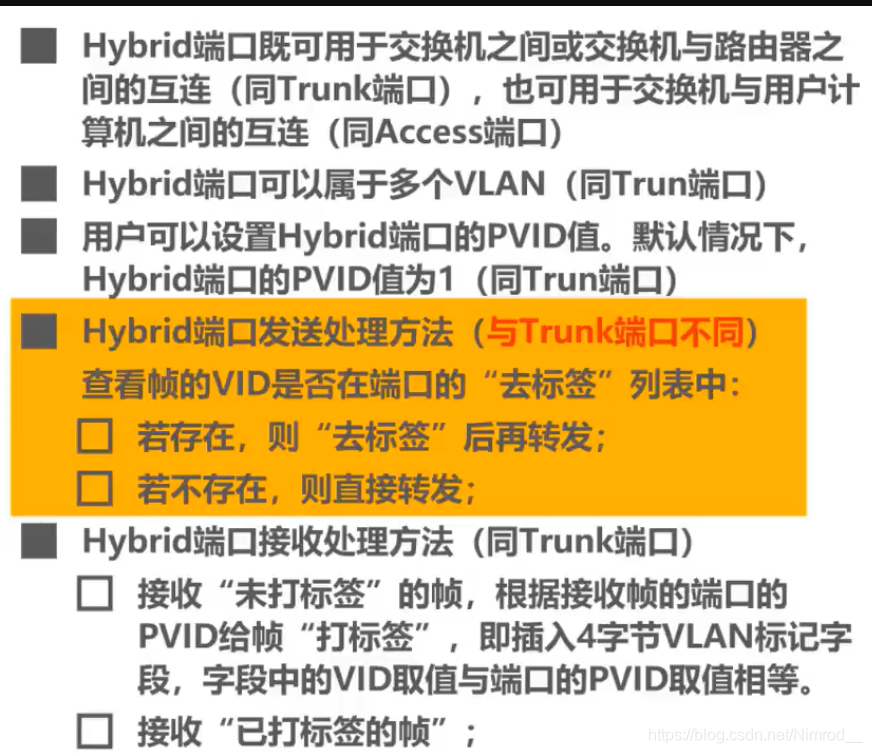 Hybrid端口既可用于交换机之间或交换机与路由器之
间的互连（同Trunk端口），也可用于交换机与用户计
算机之间的互连（同Access端口）
Hybrid端口可以属于多个VLAN（同Trun端口）
用户可以设置Hybrid端口的PVID值。默认情况下，
Hybrid端口的PVID值为1（同Trun端口）
Hybrid端口发送处理方法（与Trunk端口不同）
查看帧的VID是否在端口的“去标签”列表中：
若存在，则“去标签”后再转发；
若不存在，则直接转发；
Hybrid端口接收处理方法（同Trunk端口）
接收“未打标签”的帧，根据接收帧的端口的
PVID给帧“打标签”，即插入4字节VLAN标记字
段，字段中的VID取值与端口的PVID取值相等。
接收“已打标签的帧”；
https://blog.csdn.net/Nimrod__